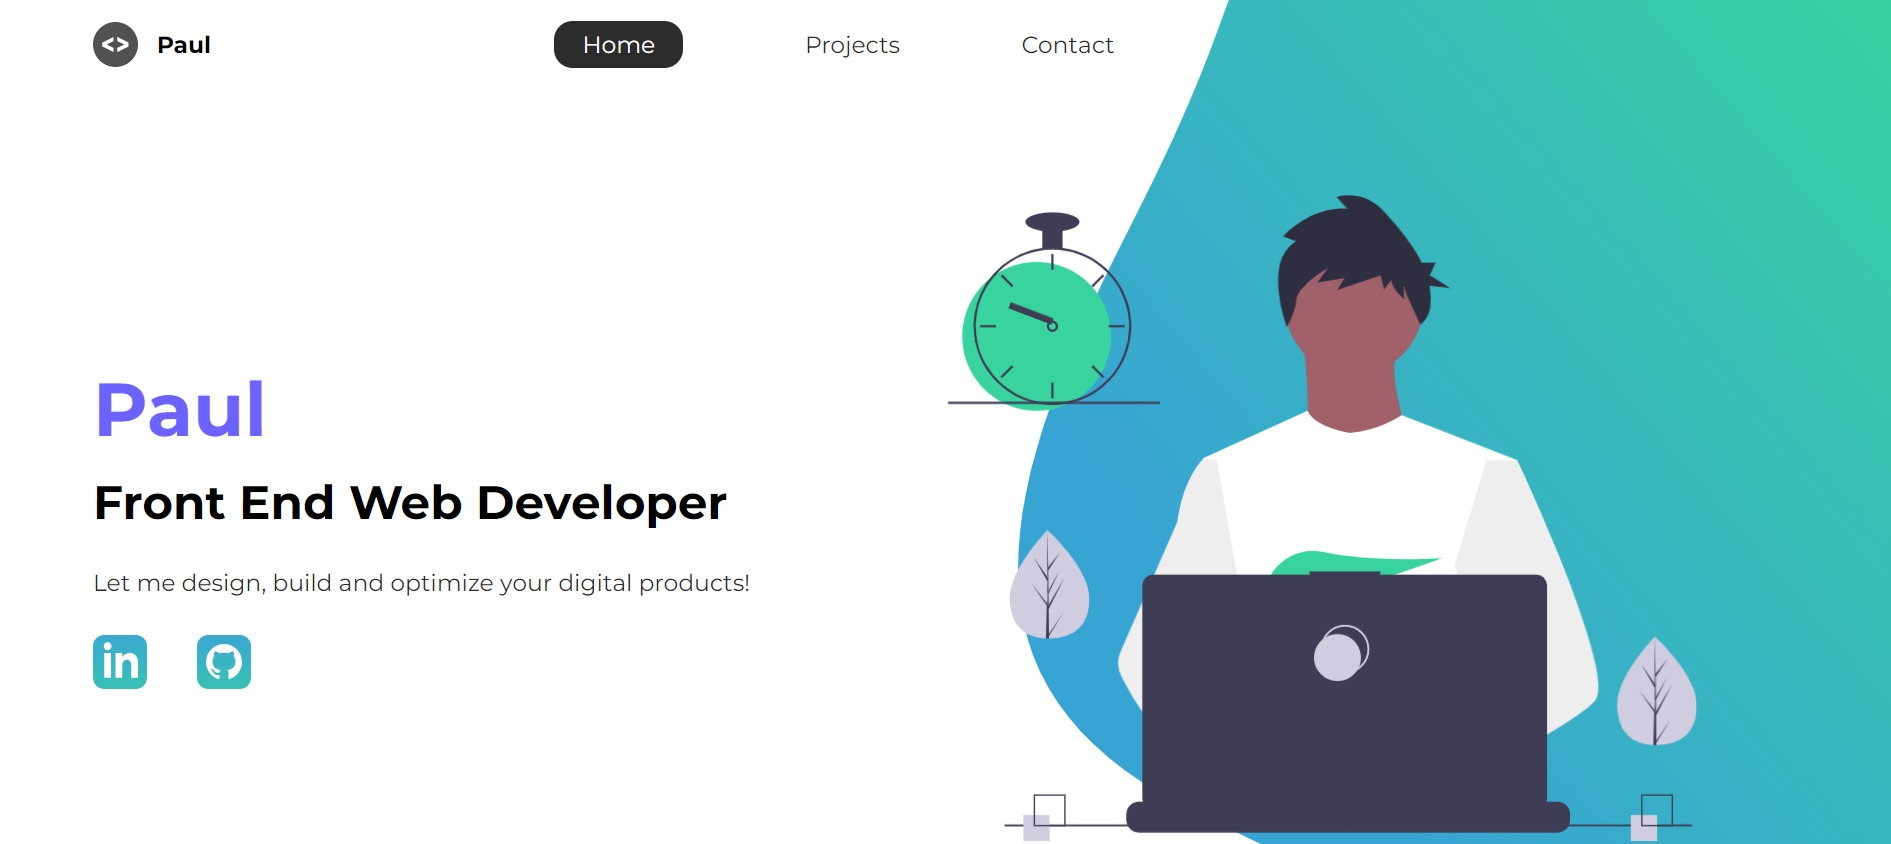 <> Paul
Home
Projects
Contact
Paul
Front End Web Developer
Let me design, build and optimize your digital products!
in